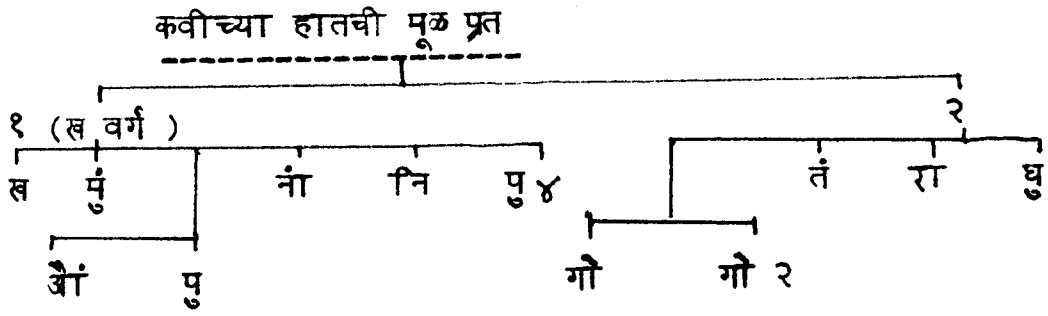 कवीच्या हातची मूळ प्रत
१ (ख वर्ग) २
ख मुं नां नि पु४ तं रा घु
औं पु गो गो २